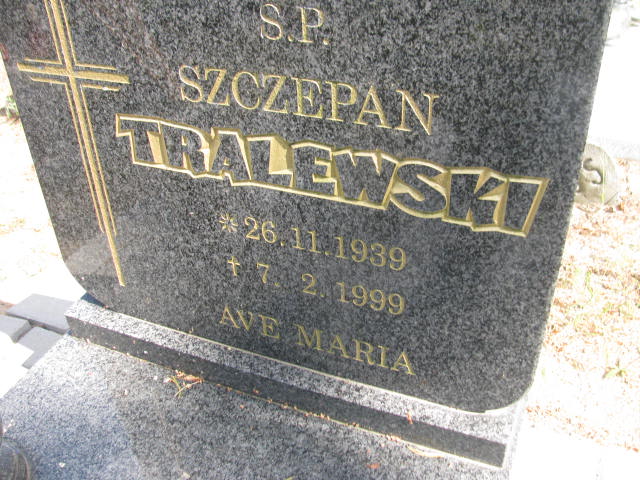 S.P.
SZCZEPAN
TRALEWSKI
* 26.11.1939
✝ 7. 2. 1999
AVE MARIA